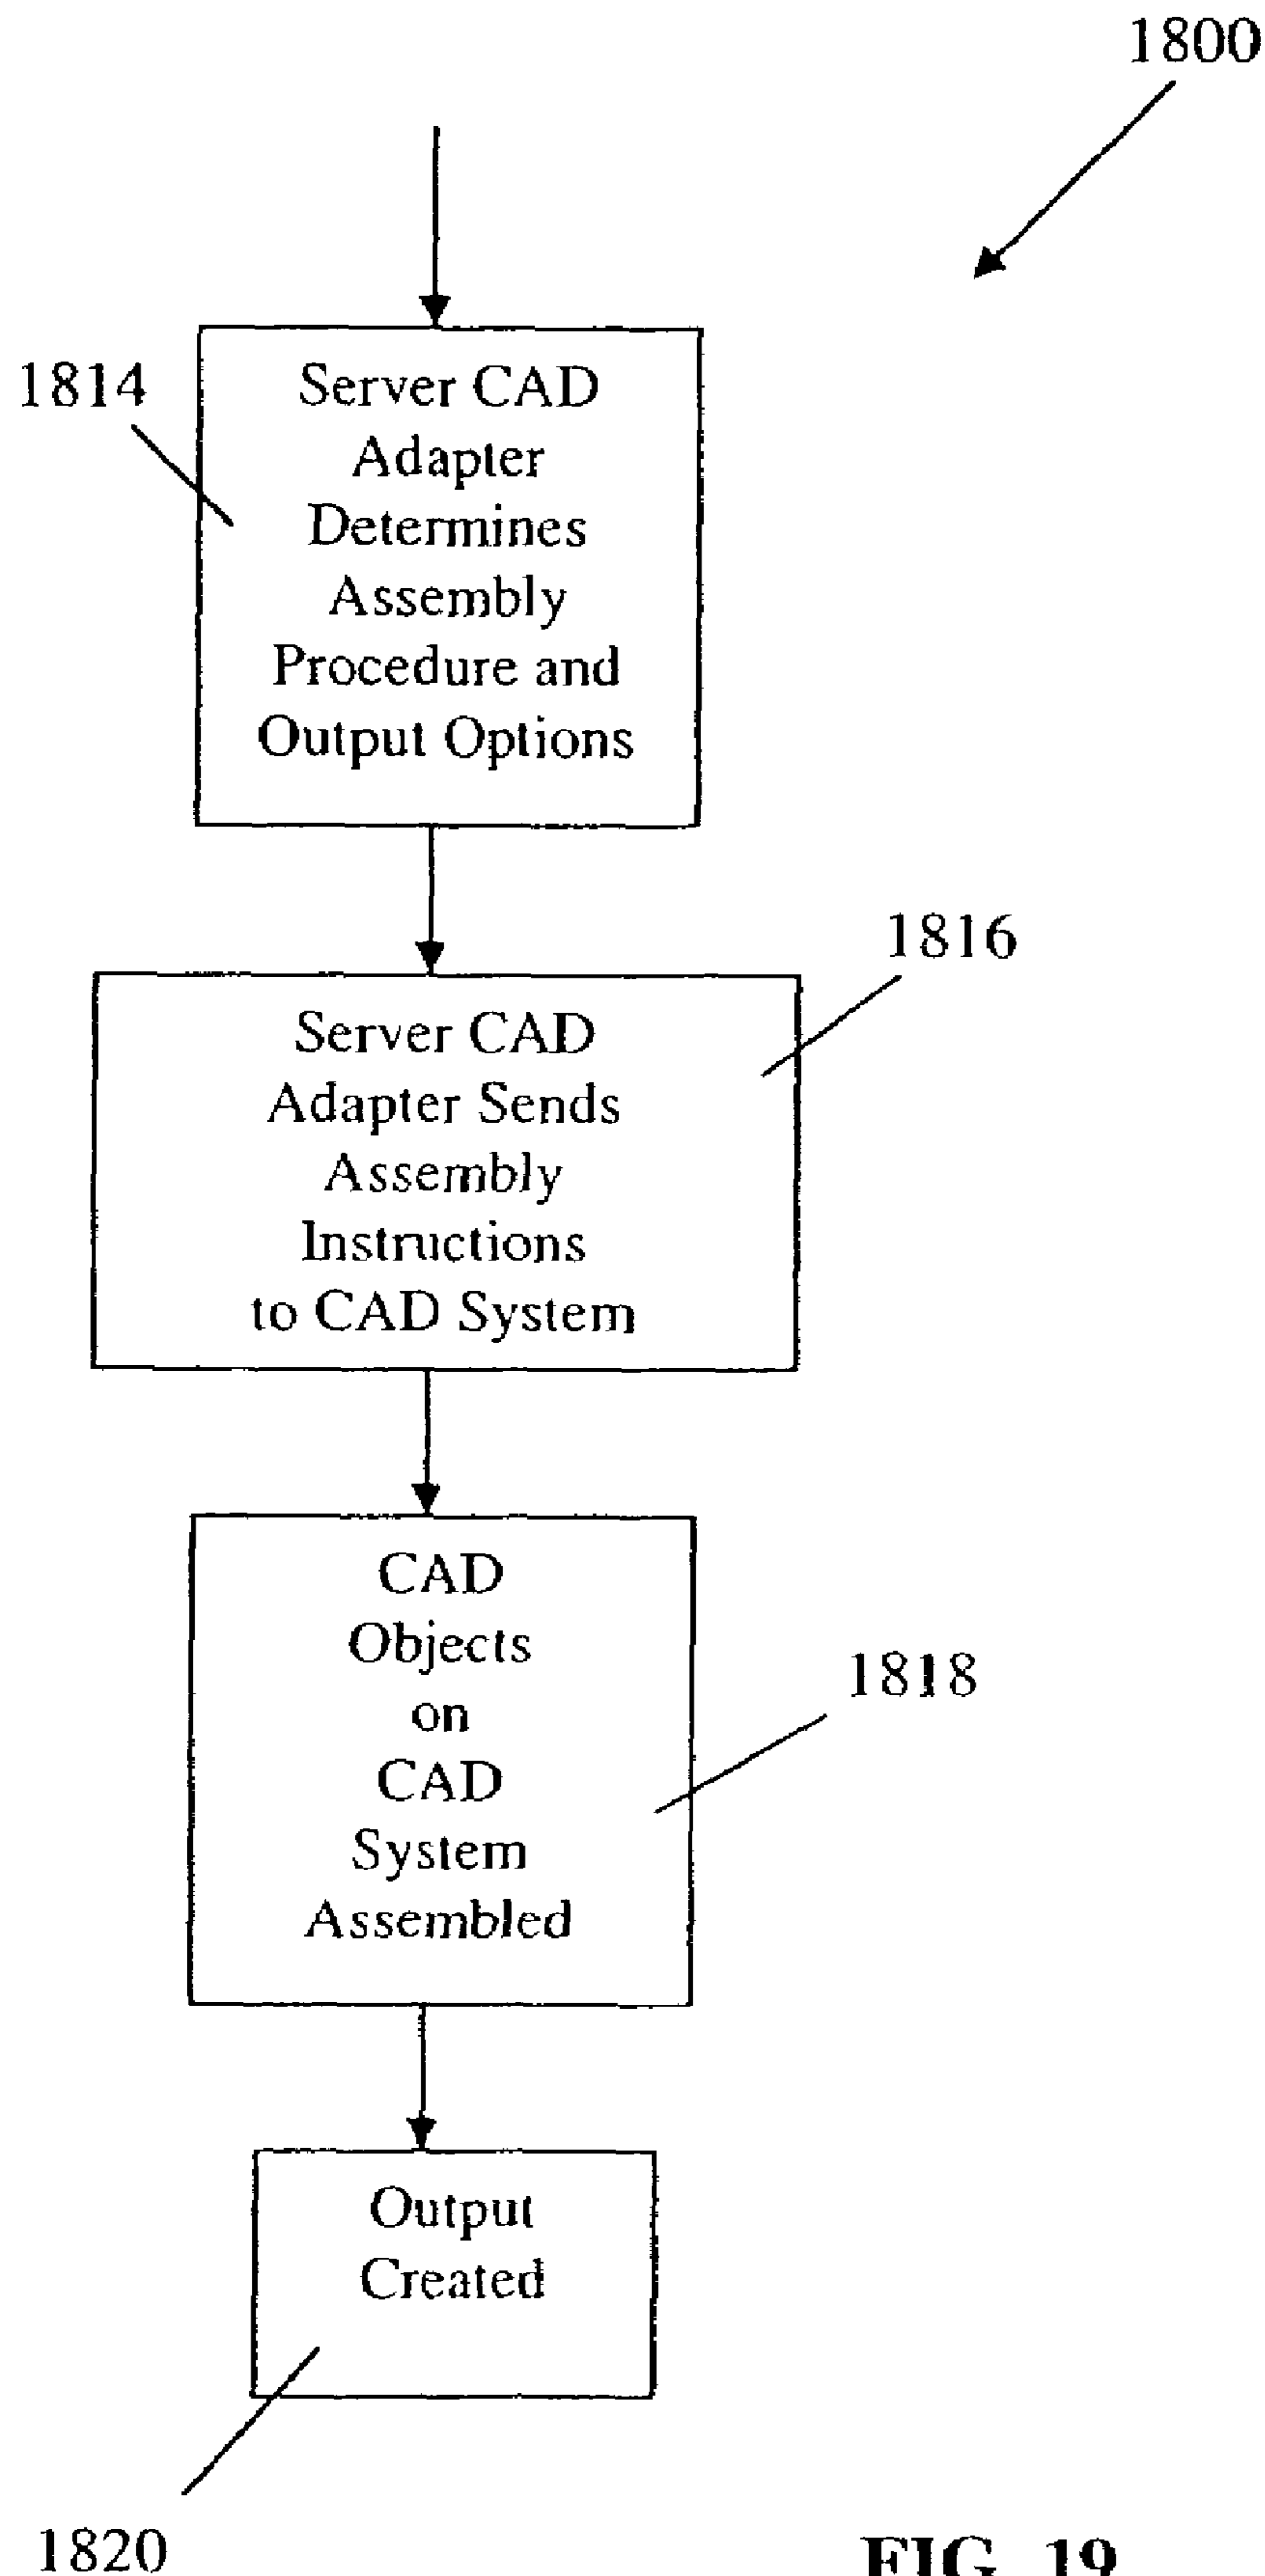 1800
1814
Server CAD
Adapter
Determines
Assembly
Procedure and
Output Options
1816
Server CAD
Adapter Sends
Assembly
Instructions
to CAD System
CAD
Objects
on
CAD
System
Assembled
1818
Output
Created
1820
FIG. 19